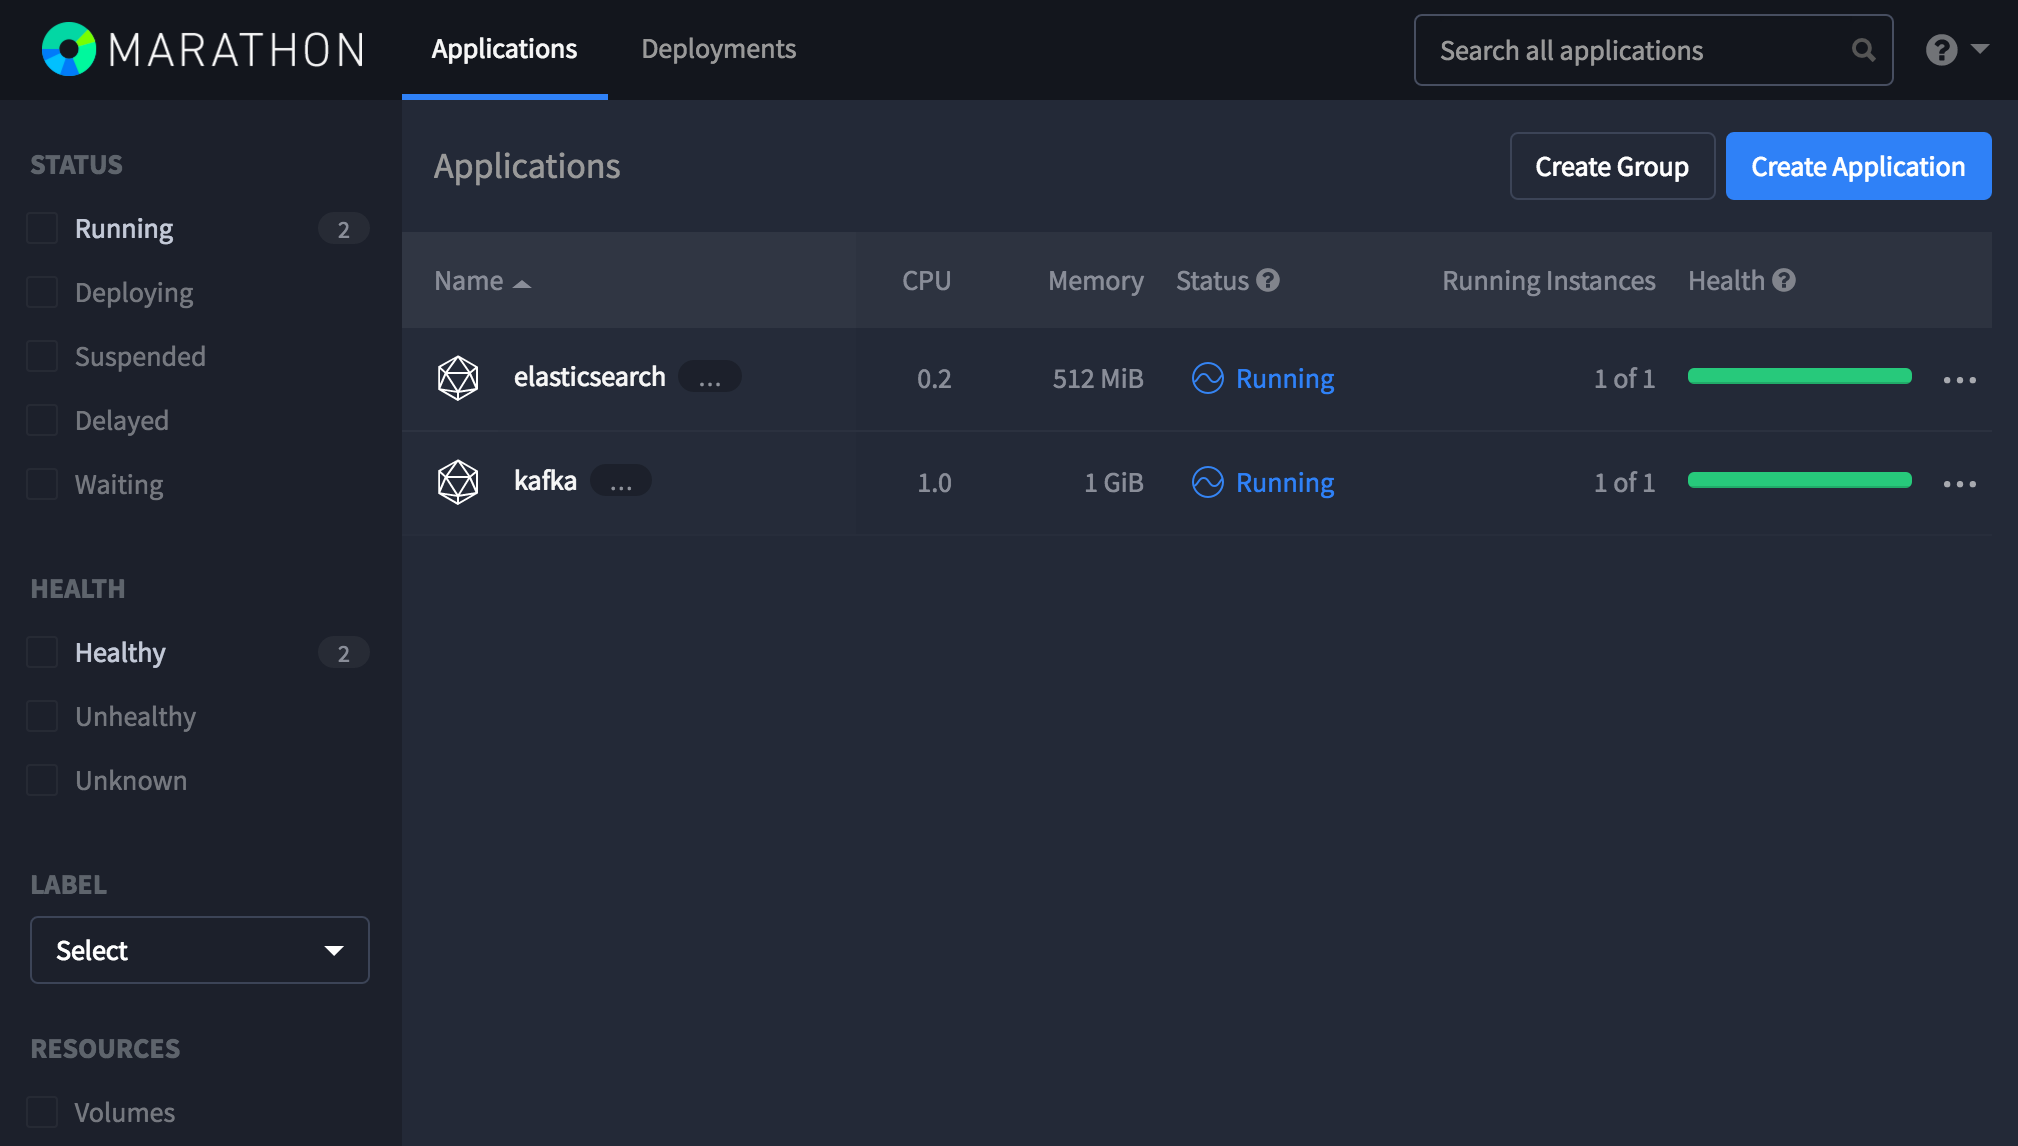 MARATHON Applications Deployments Search all applications
STATUS
Running 2
Deploying
Suspended
Delayed
Waiting
HEALTH
Healthy 2
Unhealthy
Unknown
LABEL
Select
RESOURCES
Volumes
Applications Create Group Create Application
Name CPU Memory Status Running Instances Health
elasticsearch ... 0.2 512 MiB Running 1 of 1
kafka ... 1.0 1 GiB Running 1 of 1